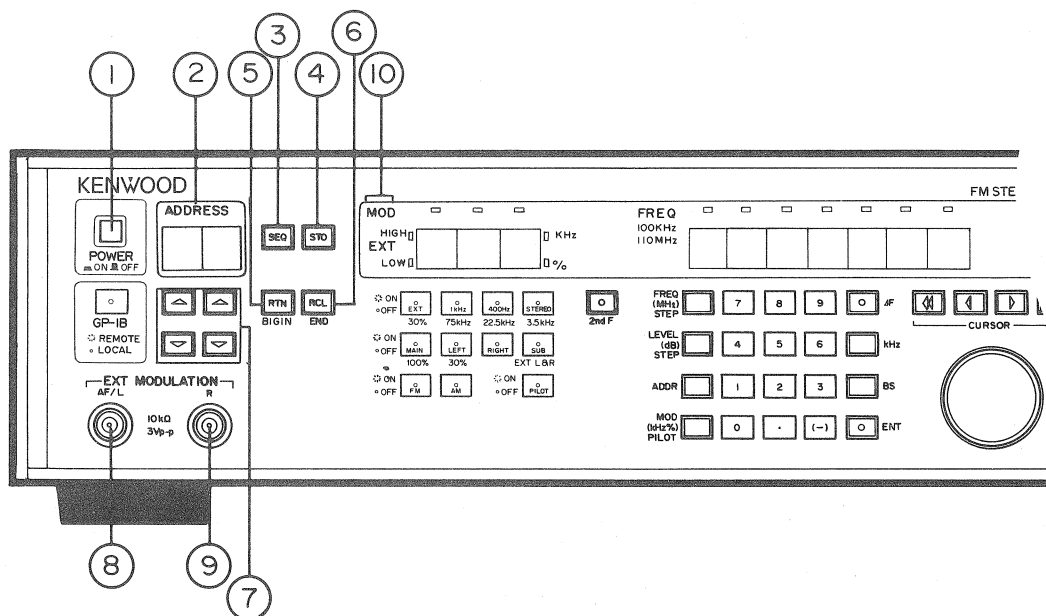 6
3
1 2 5 4 10
KENWOOD
FM STE
ADDRESS
MOD
FREQ
SEQ STO
HIGH KHz
100KHz
EXT
110MHz
POWER
ON OFF
LOW %
RTN RCL
BIGIN END
GP-IB
REMOTE
LOCAL
ON
OFF
EXT 1kHz 400Hz STEREO
30% 75kHz 22.5kHz 3.5kHz
2nd F
ON
OFF
MAIN LEFT RIGHT SUB
100% 30% EXT L&R
ON
OFF
FM AM
ON
OFF
PILOT
FREQ
(MHz)
STEP
7 8 9 ΔF
CURSOR
LEVEL
(dB)
STEP
4 5 6 kHz
ADDR 1 2 3 BS
MOD
(kHz%)
PILOT
0 · (−) ENT
EXT MODULATION
AF/L R
10kΩ
3Vp-p
8 9 7